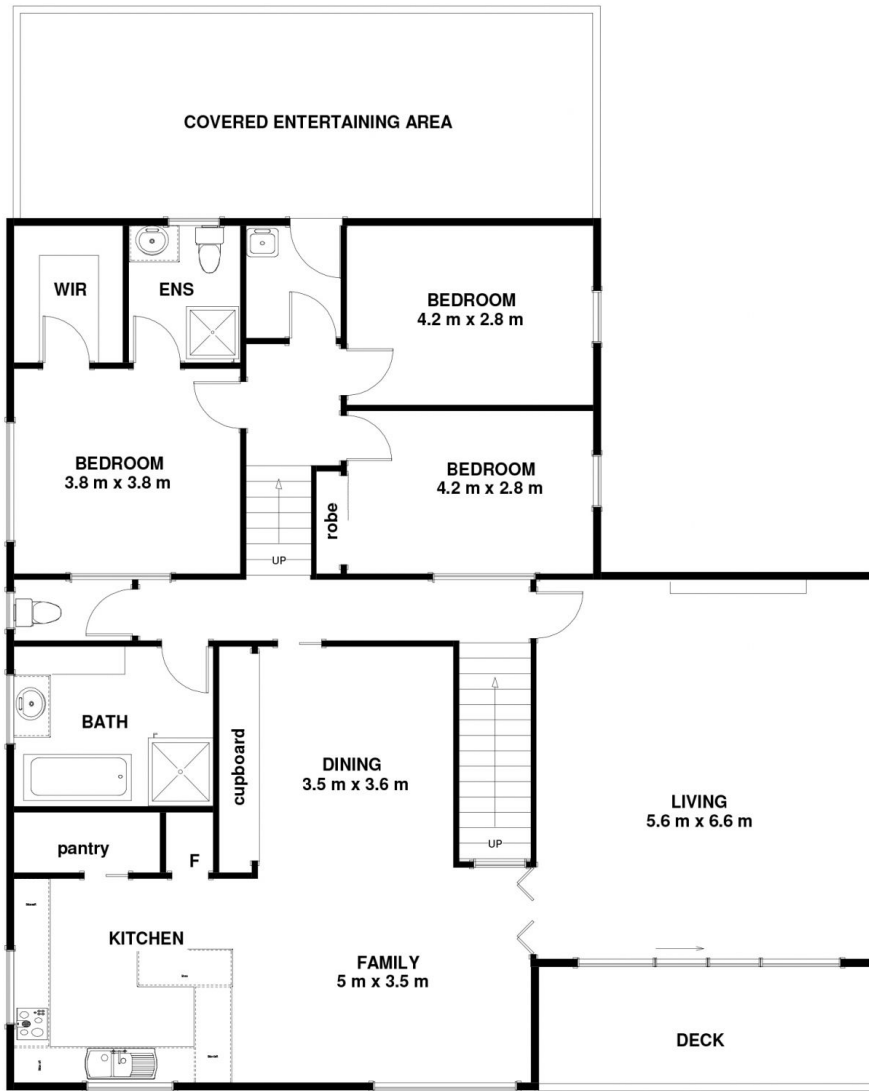 COVERED ENTERTAINING AREA
WIR
ENS
BEDROOM
4.2 m x 2.8 m
BEDROOM
3.8 m x 3.8 m
BEDROOM
4.2 m x 2.8 m
robe
UP
BATH
cupboard
DINING
3.5 m x 3.6 m
LIVING
5.6 m x 6.6 m
UP
pantry
F
KITCHEN
FAMILY
5 m x 3.5 m
DECK